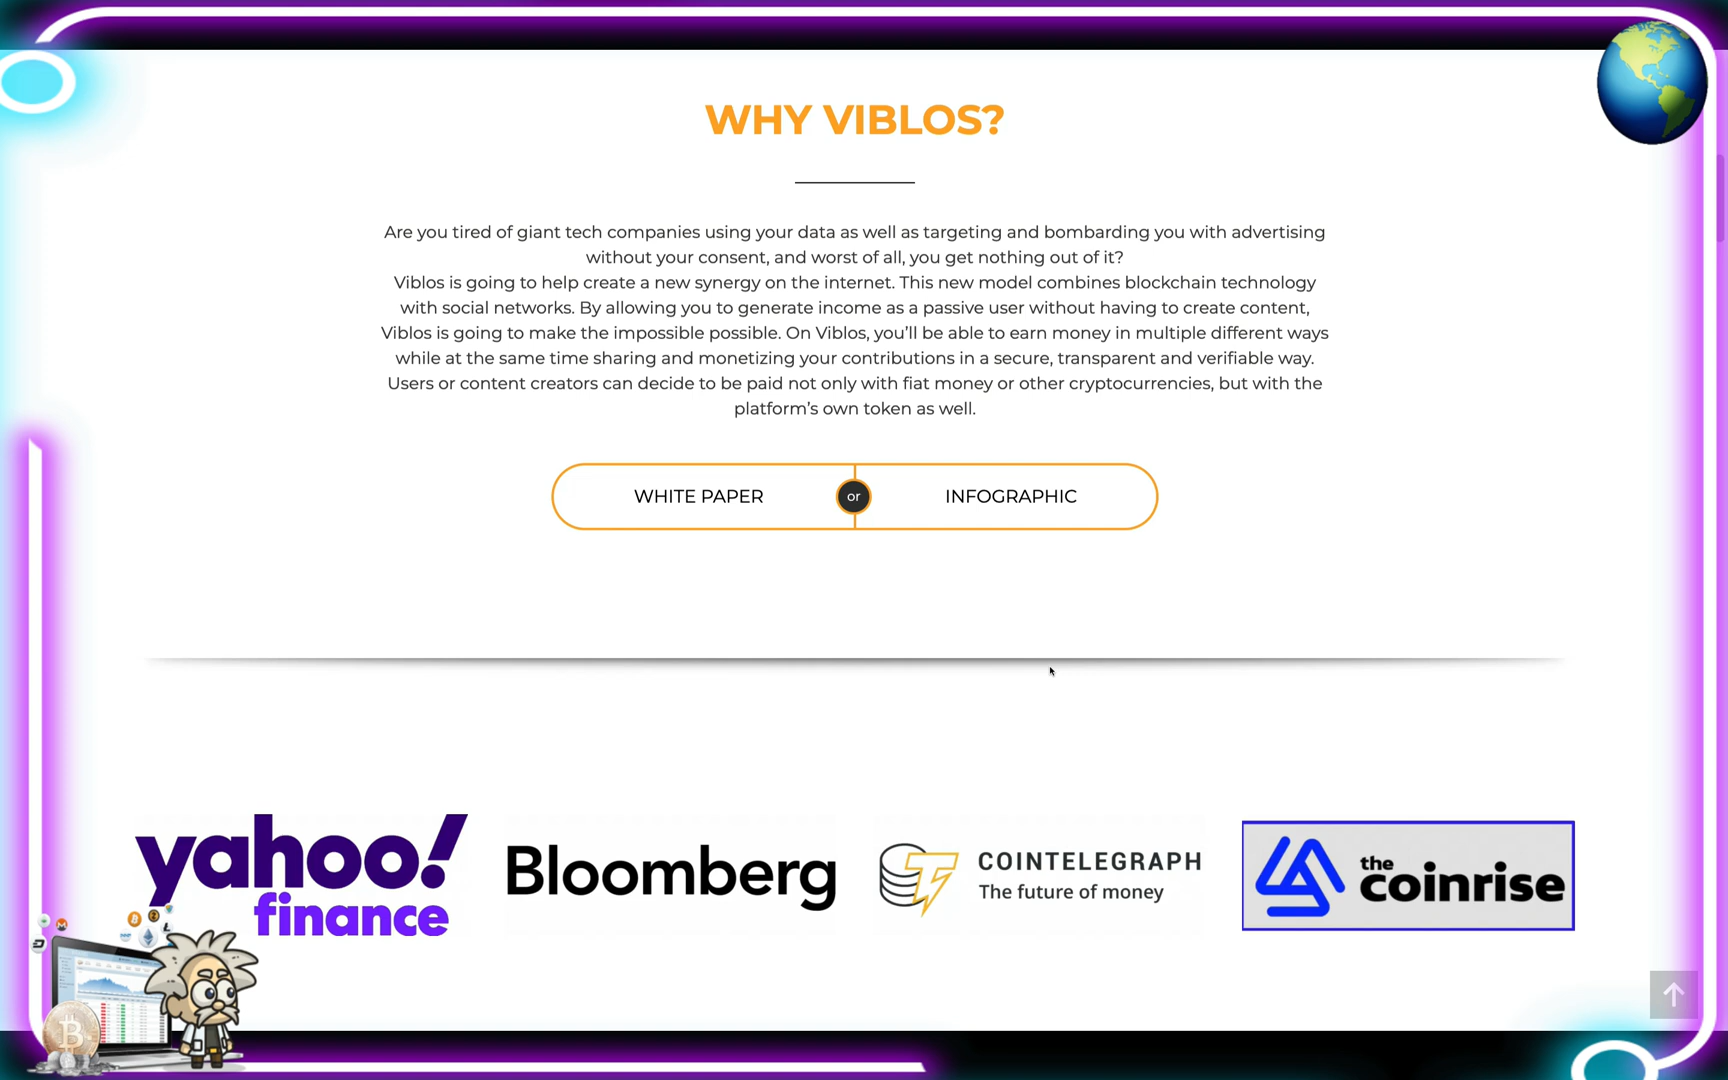 WHY VIBLOS?
Are you tired of giant tech companies using your data as well as targeting and bombarding you with advertising
without your consent, and worst of all, you get nothing out of it?
Viblos is going to help create a new synergy on the internet. This new model combines blockchain technology
with social networks. By allowing you to generate income as a passive user without having to create content,
Viblos is going to make the impossible possible. On Viblos, you'll be able to earn money in multiple different ways
while at the same time sharing and monetizing your contributions in a secure, transparent and verifiable way.
Users or content creators can decide to be paid not only with fiat money or other cryptocurrencies, but with the
platform's own token as well.
WHITE PAPER or INFOGRAPHIC
yahoo!
finance
Bloomberg
COINTELEGRAPH
The future of money
the
coinrise